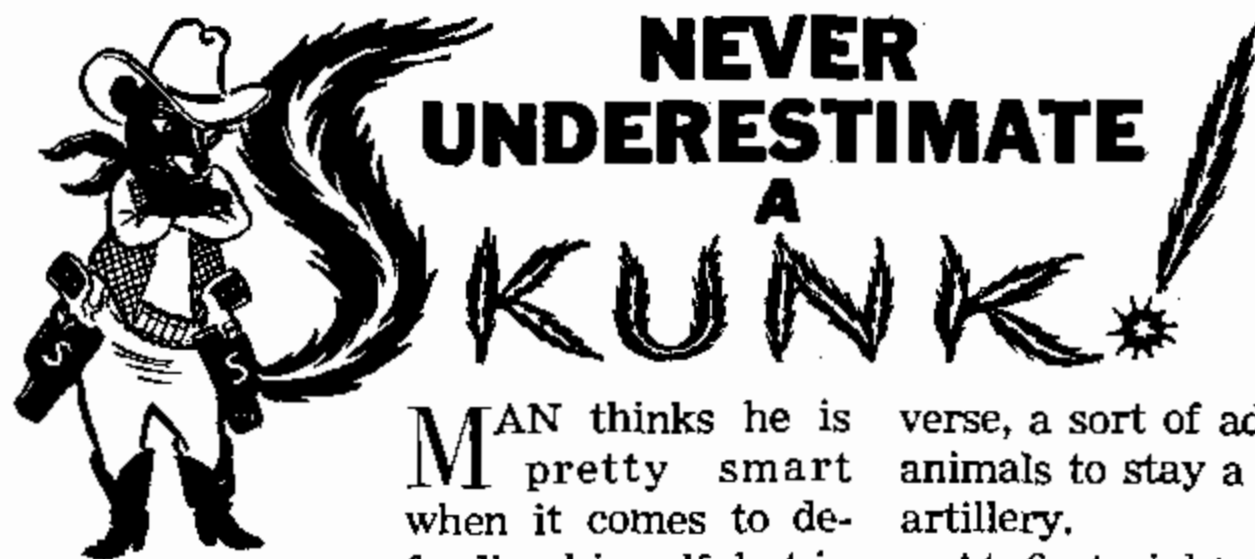 NEVER
UNDERESTIMATE
A
SKUNK!
MAN thinks he is
pretty smart
when it comes to de-
verse, a sort of
animals to stay a
artillery.
S
S